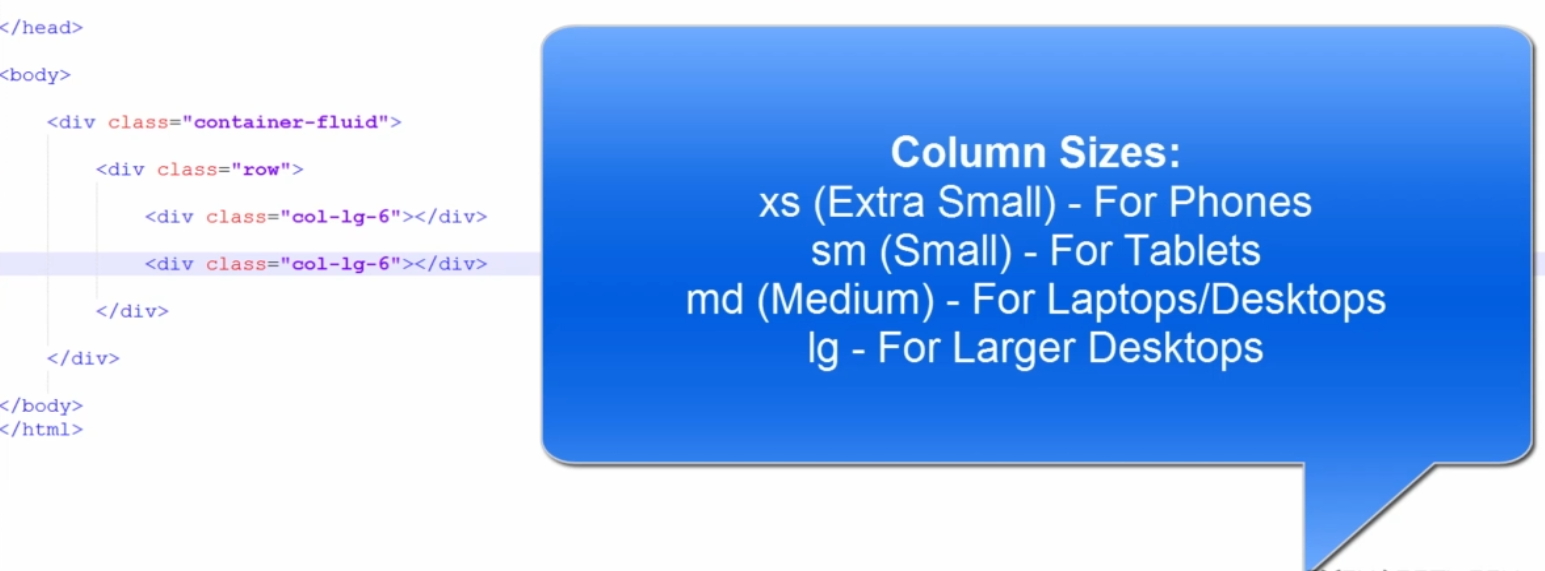 </head>
<body>
<div class="container-fluid">
<div class="row">
<div class="col-lg-6"></div>
<div class="col-lg-6"></div>
</div>
</div>
</body>
</html>
Column Sizes:
xs (Extra Small) - For Phones
sm (Small) - For Tablets
md (Medium) - For Laptops/Desktops
lg - For Larger Desktops